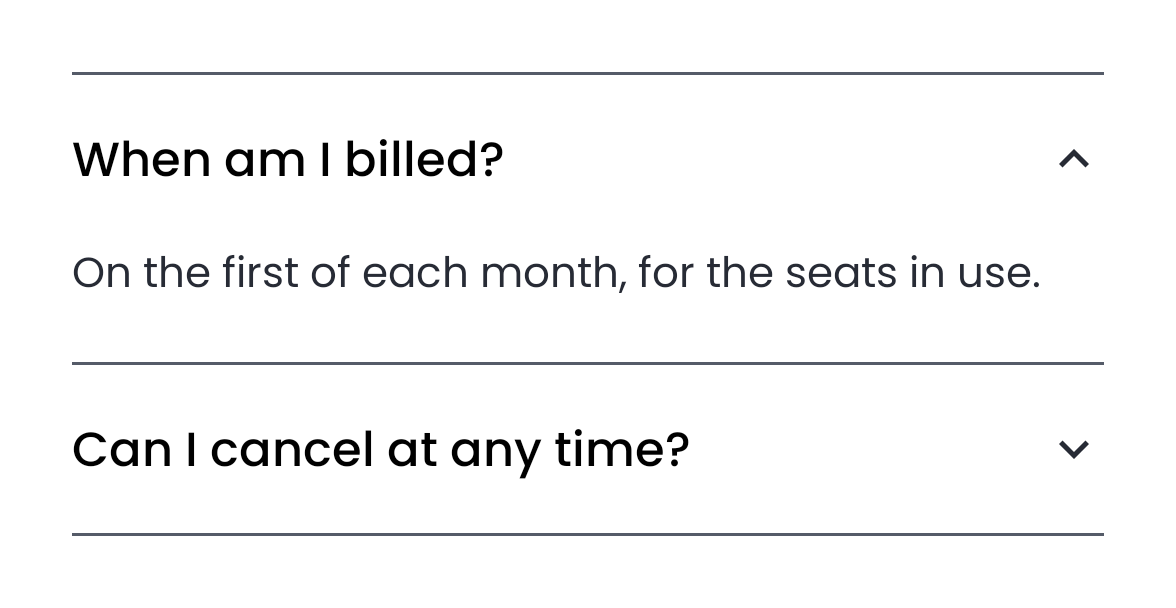 When am I billed?
On the first of each month, for the seats in use.
Can I cancel at any time?